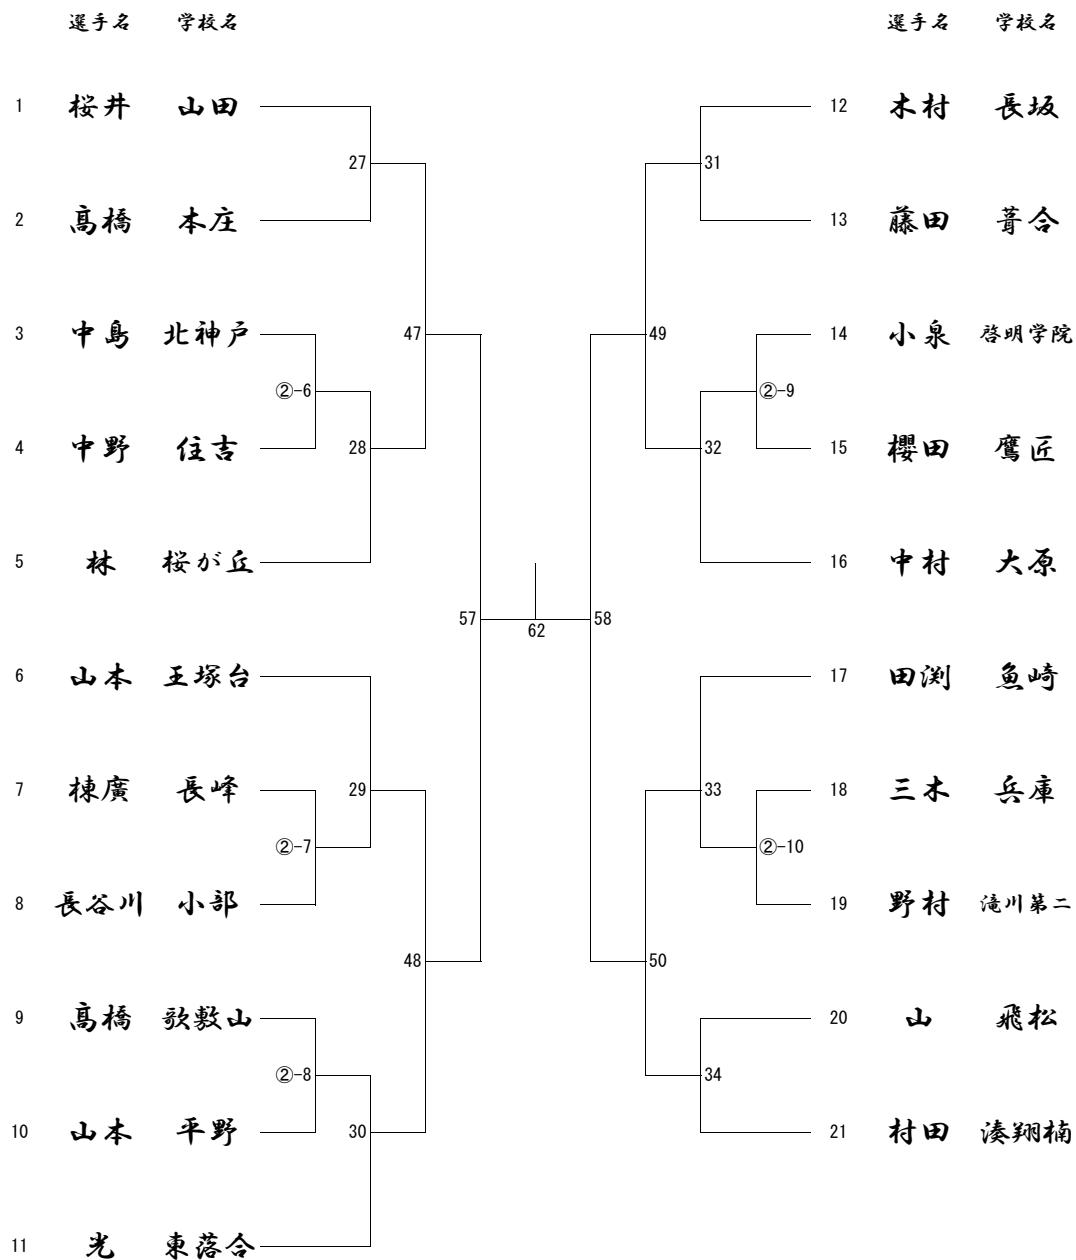 選手名 学校名 選手名 学校名
1 桜井 山田 12 木村 長坂
27 31
2 髙橋 本庄 13 藤田 葺合
3 中島 北神戸 47 49 14 小泉 啓明学院
②-6 ②-9
4 中野 住吉 28 32 15 櫻田 鷹匠
5 林 桜が丘 16 中村 大原
57 62 58
6 山本 王塚台 17 田渕 魚崎
7 棟廣 長峰 29 33 18 三木 兵庫
②-7 ②-10
8 長谷川 小部 19 野村 滝川第二
48 50
9 髙橋 歌敷山 20 山 飛松
②-8 34
10 山本 平野 30 21 村田 湊翔楠
11 光 東落合